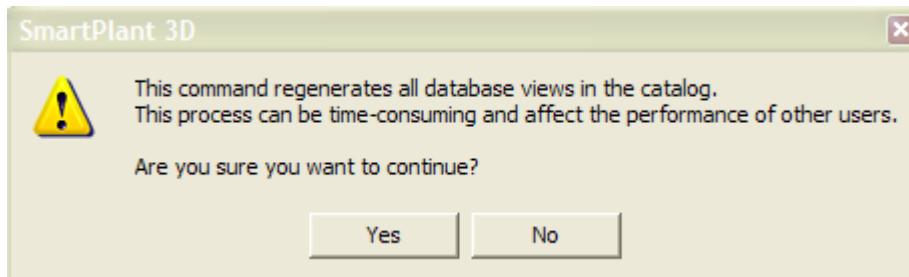 SmartPlant 3D
This command regenerates all database views in the catalog.
This process can be time-consuming and affect the performance of other users.
Are you sure you want to continue?
Yes No